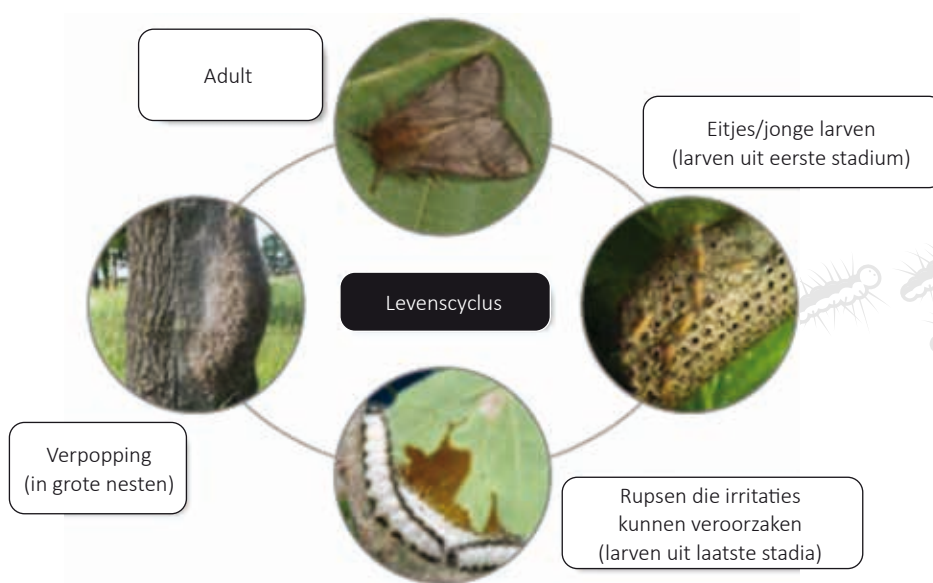 Adult
Eitjes/jonge larven
(larven uit eerste stadium)
Levenscyclus
Verpopping
(in grote nesten)
Rupsen die irritaties
kunnen veroorzaken
(larven uit laatste stadia)